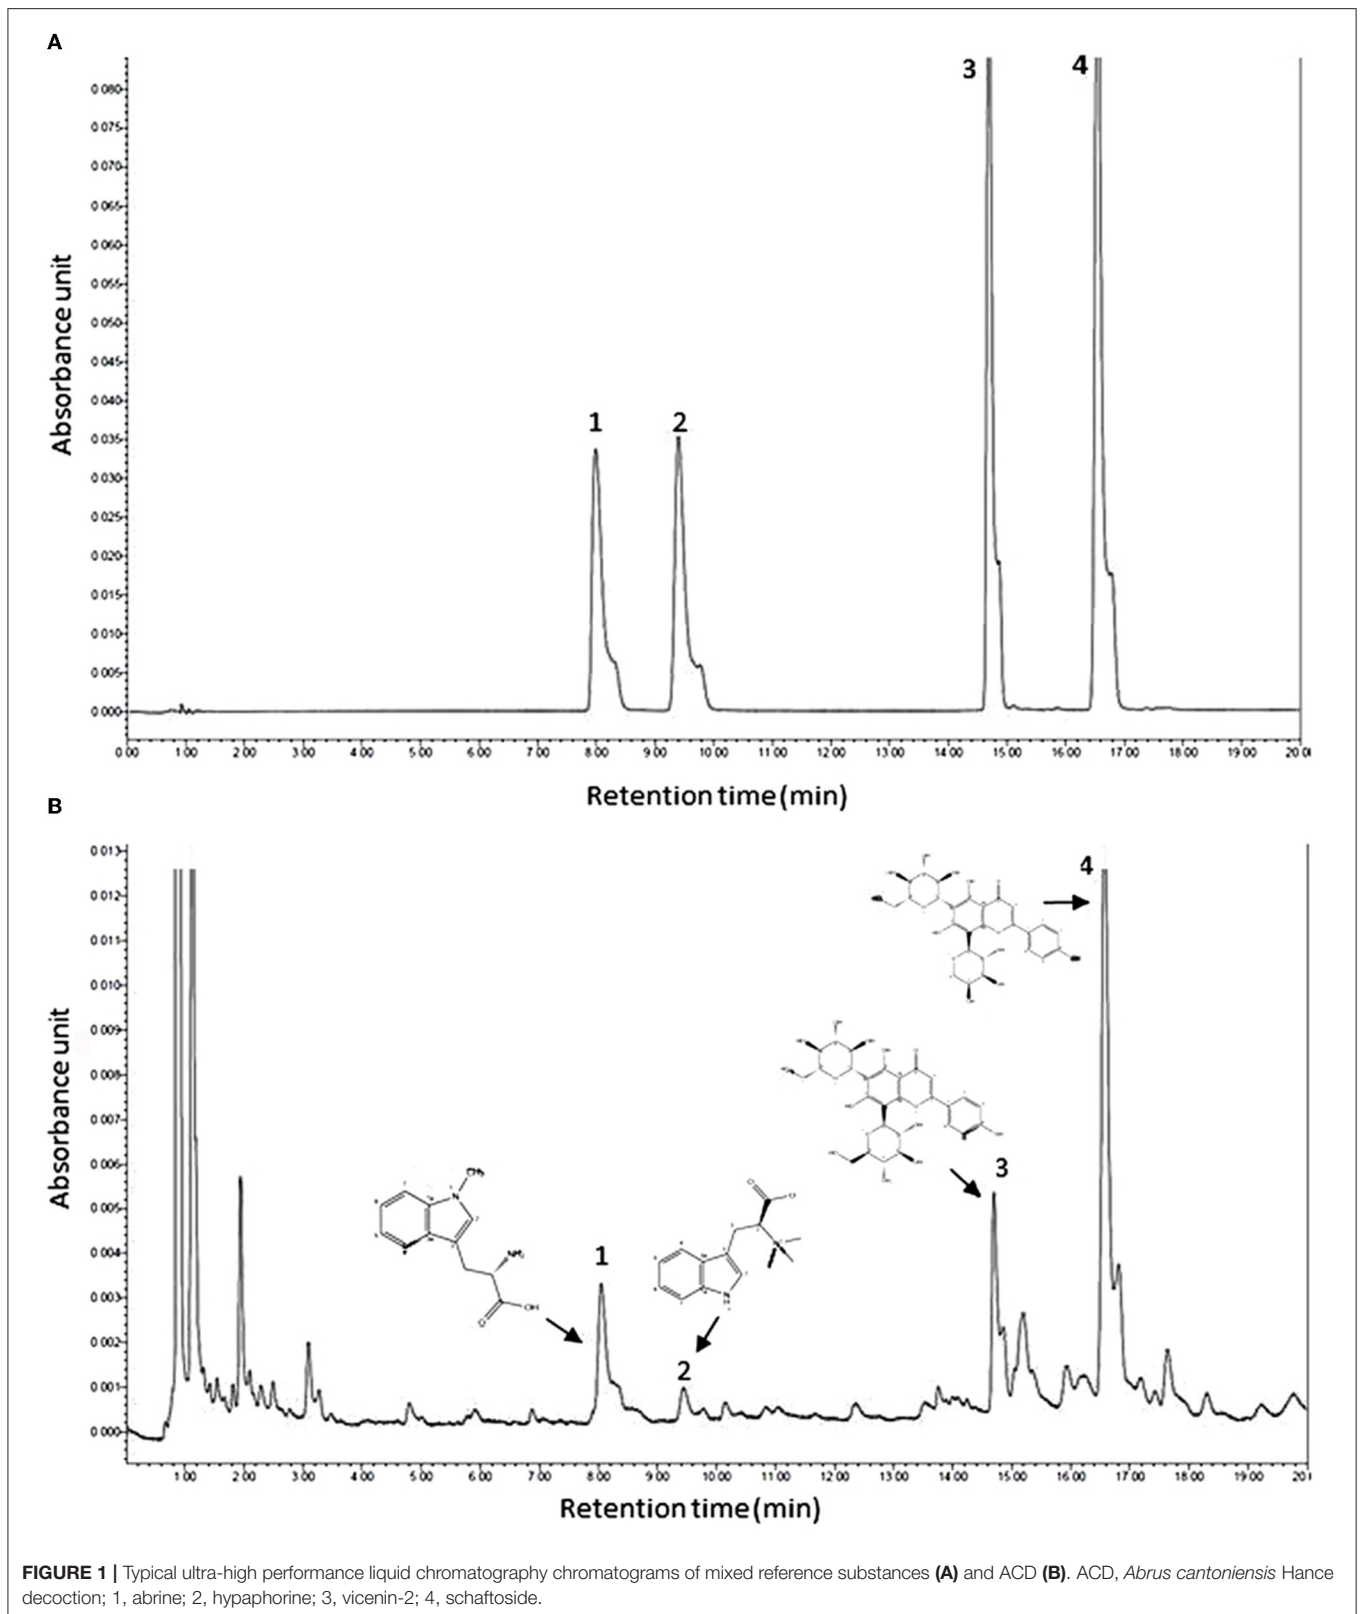 A
0.080
0.075
0.070
0.065
0.060
0.055
0.050
0.045
0.040
0.035
0.030
0.025
0.020
0.015
0.010
0.005
0.000
Absorbance unit
1
2
3
4
0.00 1.00 2.00 3.00 4.00 5.00 6.00 7.00 8.00 9.00 10.00 11.00 12.00 13.00 14.00 15.00 16.00 17.00 18.00 19.00
Retention time(min)
B
0.013
0.012
0.011
0.010
0.009
0.008
0.007
0.006
0.005
0.004
0.003
0.002
0.001
0.000
Absorbance unit
1
2
3
4
CH₃
N
NH₂
OH
O
1.00 2.00 3.00 4.00 5.00 6.00 7.00 8.00 9.00 10.00 11.00 12.00 13.00 14.00 15.00 16.00 17.00 18.00 19.00
Retention time(min)
FIGURE 1 | Typical ultra-high performance liquid chromatography chromatograms of mixed reference substances (A) and ACD (B). ACD, Abrus cantoniensis Hance
decoction; 1, abrine; 2, hypaphorine; 3, vicenin-2; 4, schaftoside.